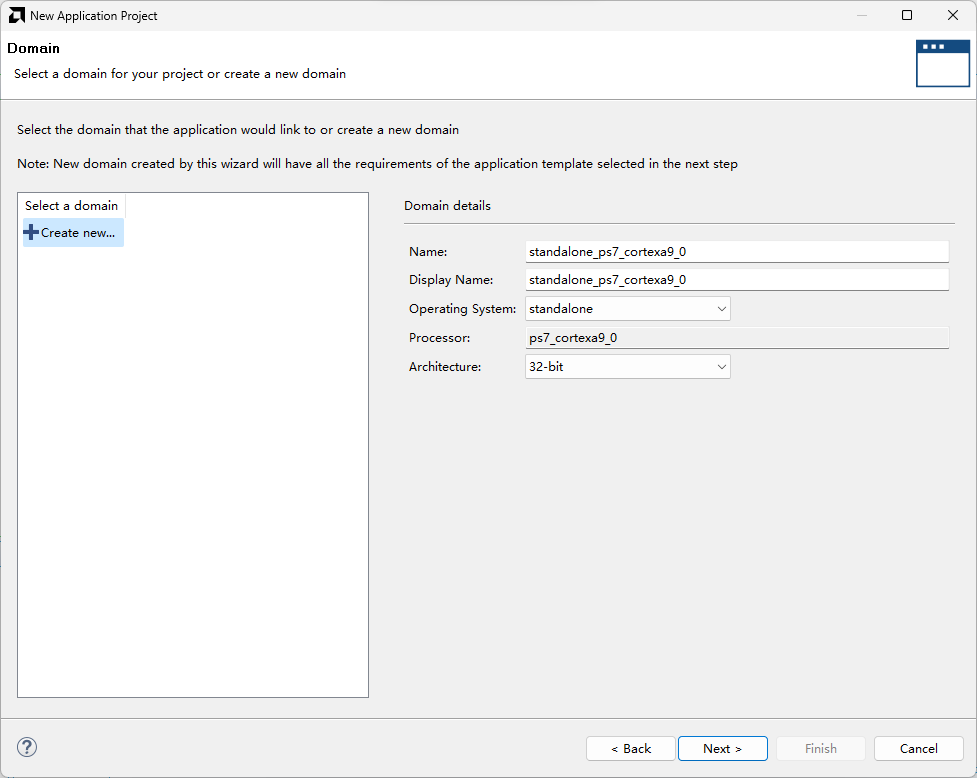 New Application Project
Domain
Select a domain for your project or create a new domain
Select the domain that the application would link to or create a new domain
Note: New domain created by this wizard will have all the requirements of the application template selected in the next step
Select a domain
Create new...
Domain details
Name: standalone_ps7_cortexa9_0
Display Name: standalone_ps7_cortexa9_0
Operating System: standalone
Processor: ps7_cortexa9_0
Architecture: 32-bit
?
< Back Next > Finish Cancel